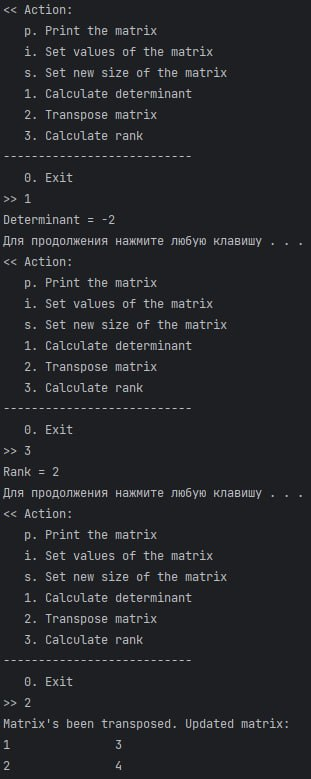 << Action:
   p. Print the matrix
   i. Set values of the matrix
   s. Set new size of the matrix
   1. Calculate determinant
   2. Transpose matrix
   3. Calculate rank
---------------------------
   0. Exit
>> 1
Determinant = -2
Для продолжения нажмите любую клавишу . . .
<< Action:
   p. Print the matrix
   i. Set values of the matrix
   s. Set new size of the matrix
   1. Calculate determinant
   2. Transpose matrix
   3. Calculate rank
---------------------------
   0. Exit
>> 3
Rank = 2
Для продолжения нажмите любую клавишу . . .
<< Action:
   p. Print the matrix
   i. Set values of the matrix
   s. Set new size of the matrix
   1. Calculate determinant
   2. Transpose matrix
   3. Calculate rank
---------------------------
   0. Exit
>> 2
Matrix's been transposed. Updated matrix:
1               3
2               4